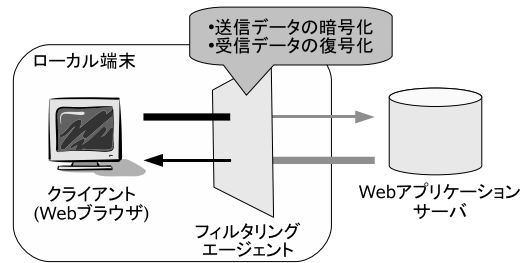 ・送信データの暗号化
・受信データの復号化
ローカル端末
クライアント
(Webブラウザ)
フィルタリング
エージェント
Webアプリケーション
サーバ